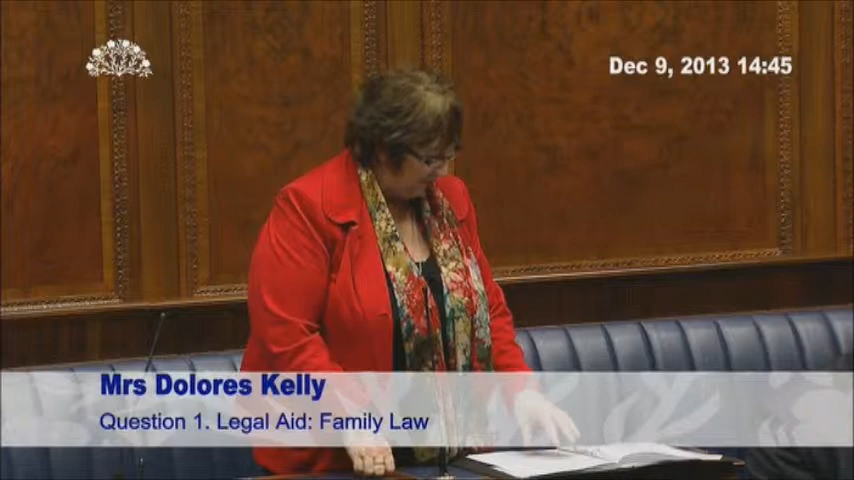 Dec 9, 2013 14:45
Mrs Dolores Kelly
Question 1. Legal Aid: Family Law